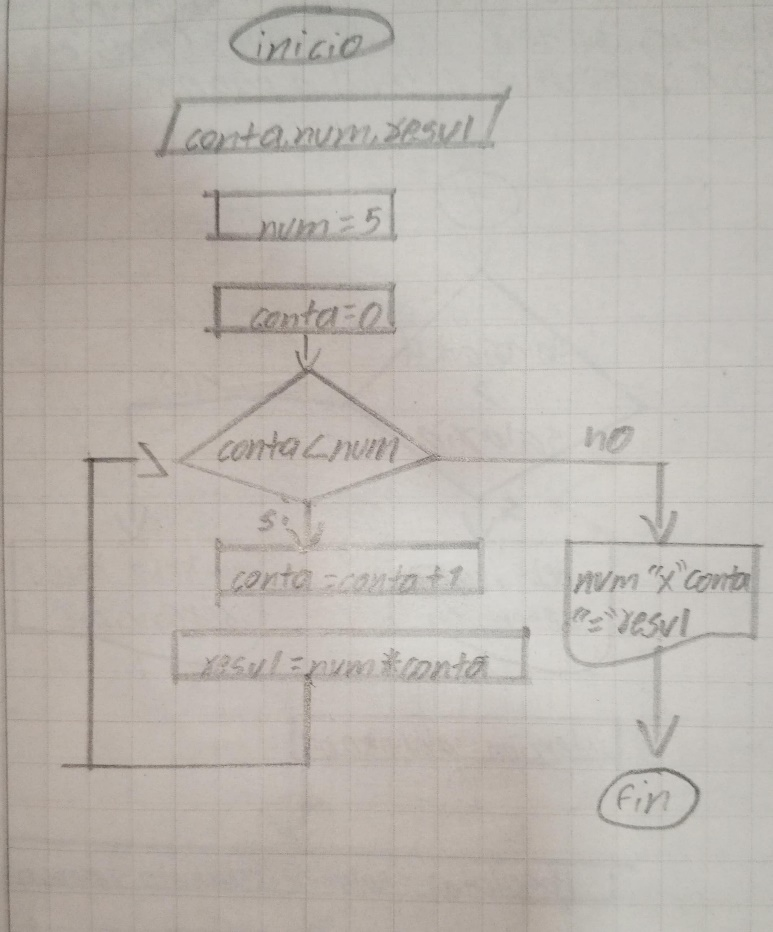 inicio
conta,num,resul
num=5
conta=0
conta<num
no
si
conta=conta+1
num "x" conta
"=" resul
resul=num*conta
Fin